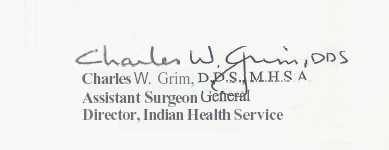 Charles W. Grim, DDS
Charles W. Grim, D.D.S., M.H.S A.
Assistant Surgeon General
Director, Indian Health Service